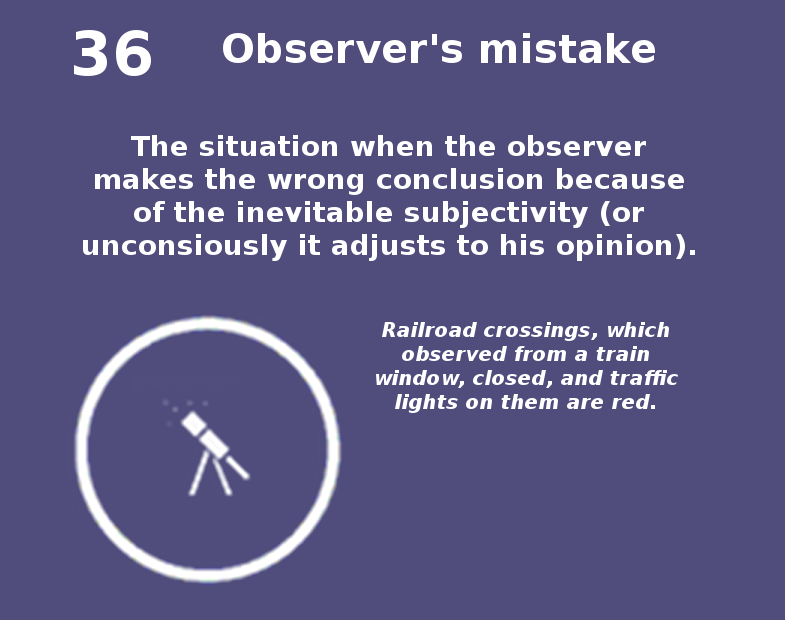 36 Observer's mistake
The situation when the observer
makes the wrong conclusion because
of the inevitable subjectivity (or
unconsiously it adjusts to his opinion).
Railroad crossings, which
observed from a train
window, closed, and traffic
lights on them are red.